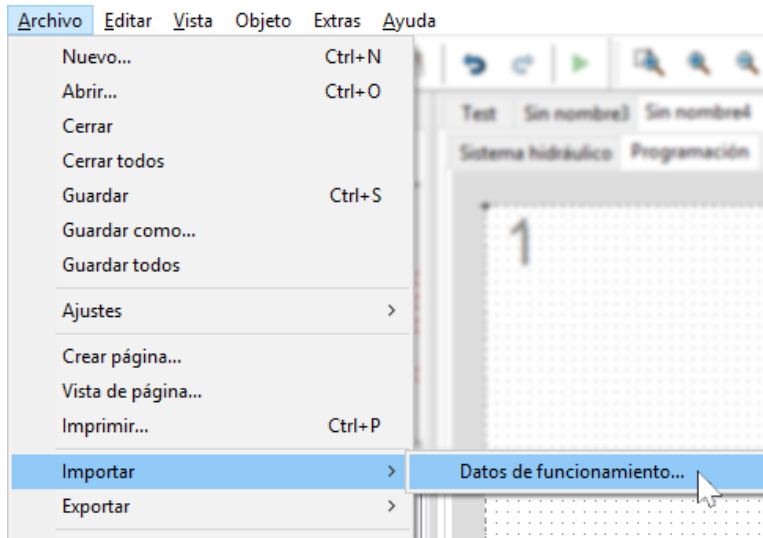 Archivo Editar Vista Objeto Extras Ayuda
Nuevo... Ctrl+N
Abrir... Ctrl+O
Cerrar
Cerrar todos
Guardar Ctrl+S
Guardar como...
Guardar todos
Ajustes
Crear página...
Vista de página...
Imprimir... Ctrl+P
Importar
Exportar
Datos de funcionamiento...
Test Sin nombre3 Sin nombre4
Sistema hidráulico Programación
1